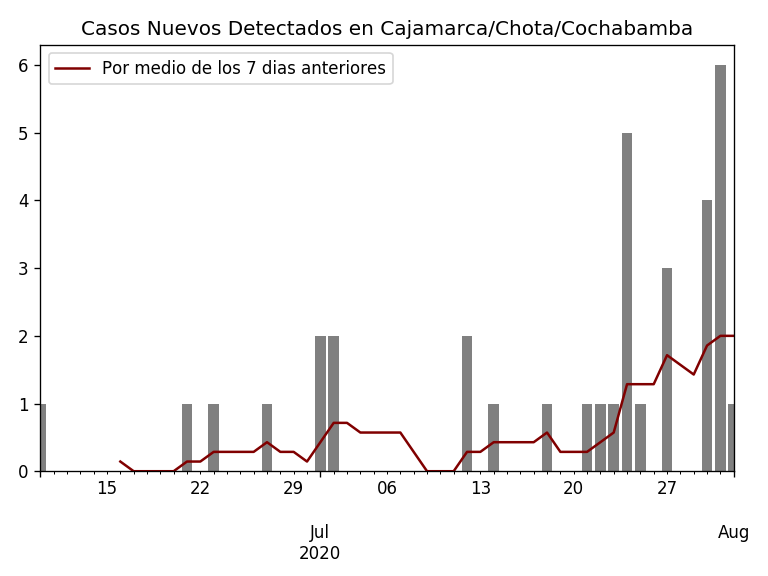 Casos Nuevos Detectados en Cajamarca/Chota/Cochabamba
Por medio de los 7 dias anteriores
6
5
4
3
2
1
0
15 22 29 06 13 20 27
Jul Aug
2020